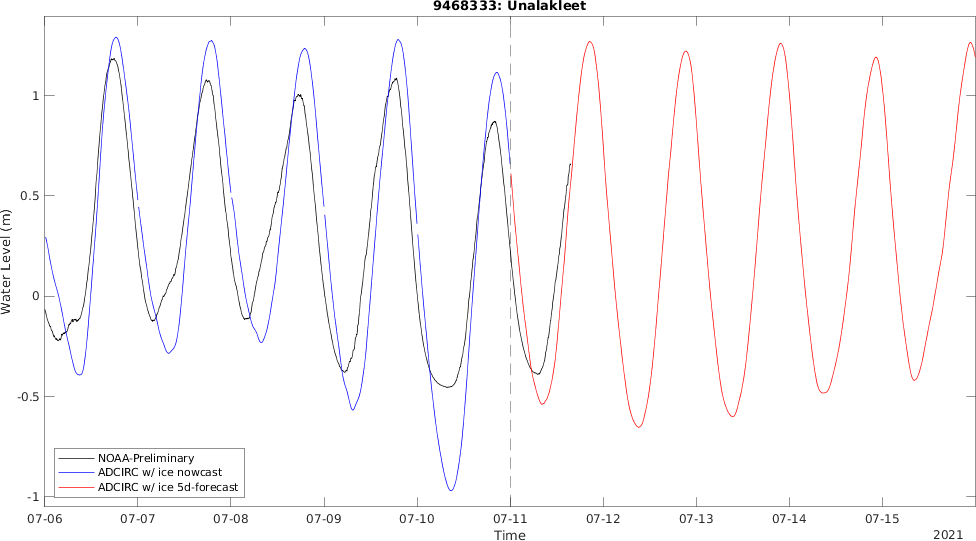 9468333: Unalakleet
Water Level (m)
1
0.5
0
-0.5
-1
NOAA-Preliminary
ADCIRC w/ ice nowcast
ADCIRC w/ ice 5d-forecast
07-06 07-07 07-08 07-09 07-10 07-11 07-12 07-13 07-14 07-15
Time
2021